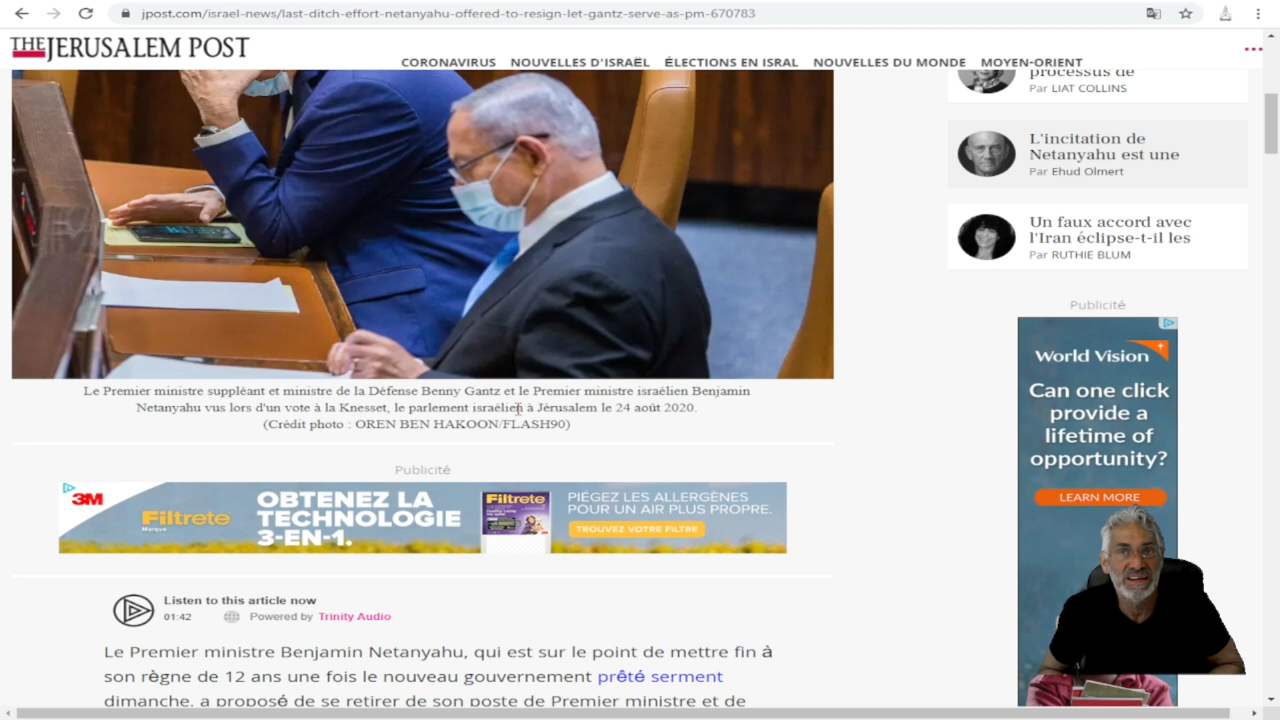 jpost.com/israel-news/last-ditch-effort-netanyahu-offered-to-resign-let-gantz-serve-as-pm-670783
THE JERUSALEM POST
CORONAVIRUS NOUVELLES D'ISRAËL ÉLECTIONS EN ISRAL NOUVELLES DU MONDE MOYEN-ORIENT
processus de
Par LIAT COLLINS
L'incitation de
Netanyahu est une
Par Ehud Olmert
Un faux accord avec
l'Iran éclipse-t-il les
Par RUTHIE BLUM
Le Premier ministre suppléant et ministre de la Défense Benny Gantz et le Premier ministre israélien Benjamin
Netanyahu vus lors d'un vote à la Knesset, le parlement israélien à Jérusalem le 24 août 2020.
(Crédit photo : OREN BEN HAKOON/FLASH90)
Publicité
3M
Filtrete
Marque
OBTENEZ LA
TECHNOLOGIE
3-EN-1.
Filtrete
PIÉGEZ LES ALLERGÈNES
POUR UN AIR PLUS PROPRE.
TROUVEZ VOTRE FILTRE
Listen to this article now
01:42 Powered by Trinity Audio
Le Premier ministre Benjamin Netanyahu, qui est sur le point de mettre fin à
son règne de 12 ans une fois le nouveau gouvernement prêté serment
dimanche, a proposé de se retirer de son poste de Premier ministre et de
Publicité
World Vision
Can one click
provide a
lifetime of
opportunity?
LEARN MORE